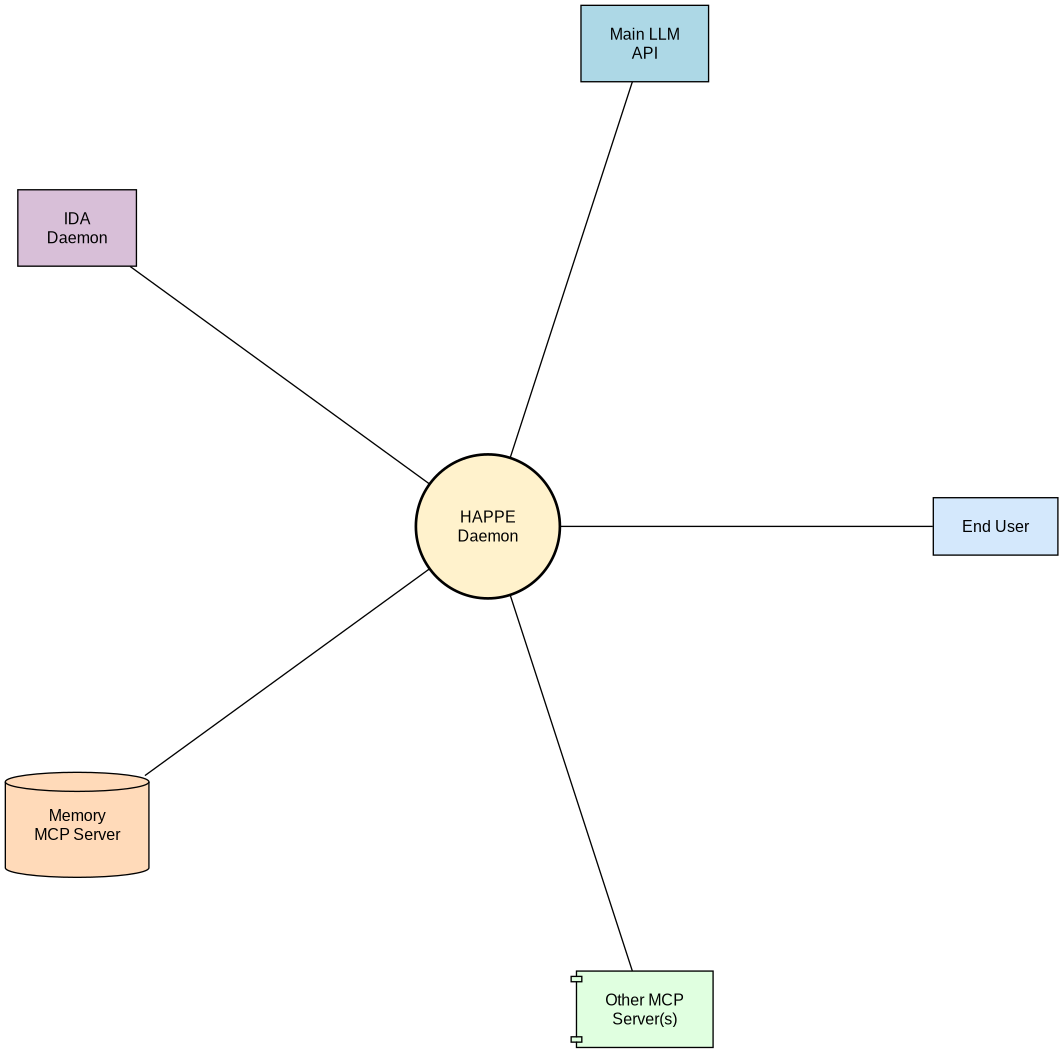 Main LLM
API
IDA
Daemon
HAPPE
Daemon
End User
Memory
MCP Server
Other MCP
Server(s)